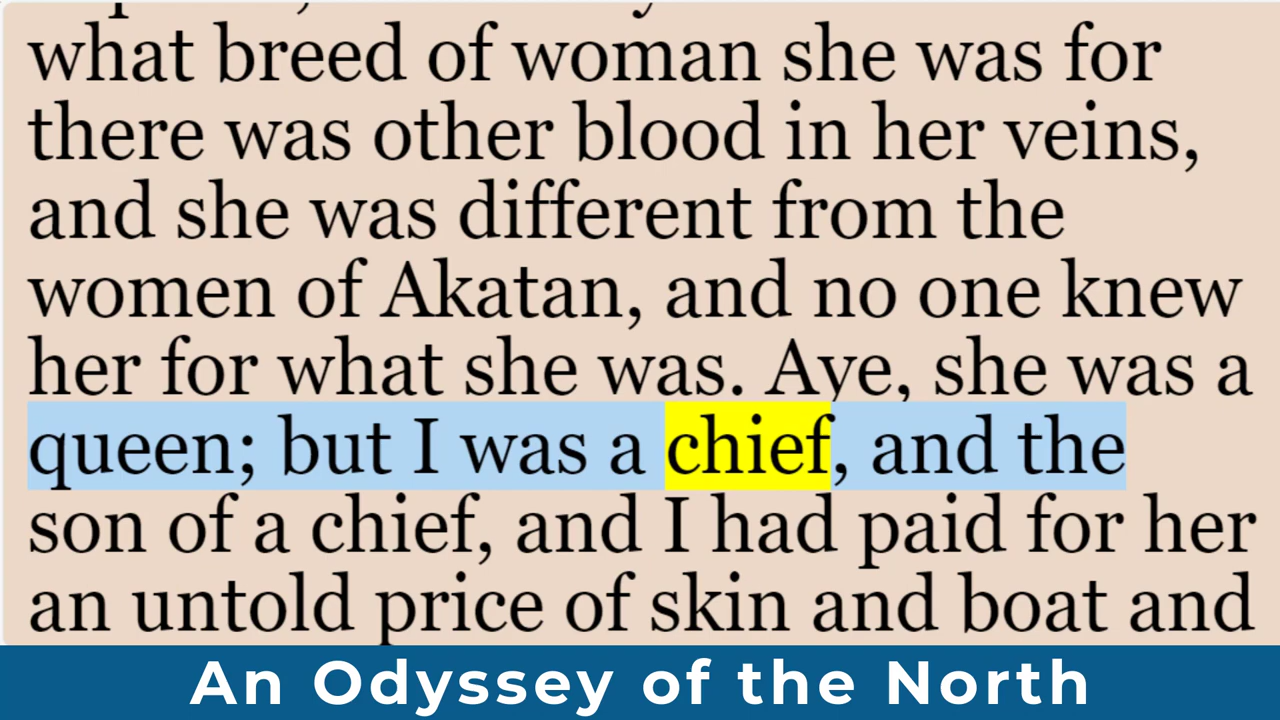 what breed of woman she was for
there was other blood in her veins,
and she was different from the
women of Akatan, and no one knew
her for what she was. Aye, she was a
queen; but I was a chief, and the
son of a chief, and I had paid for her
an untold price of skin and boat and
An Odyssey of the North